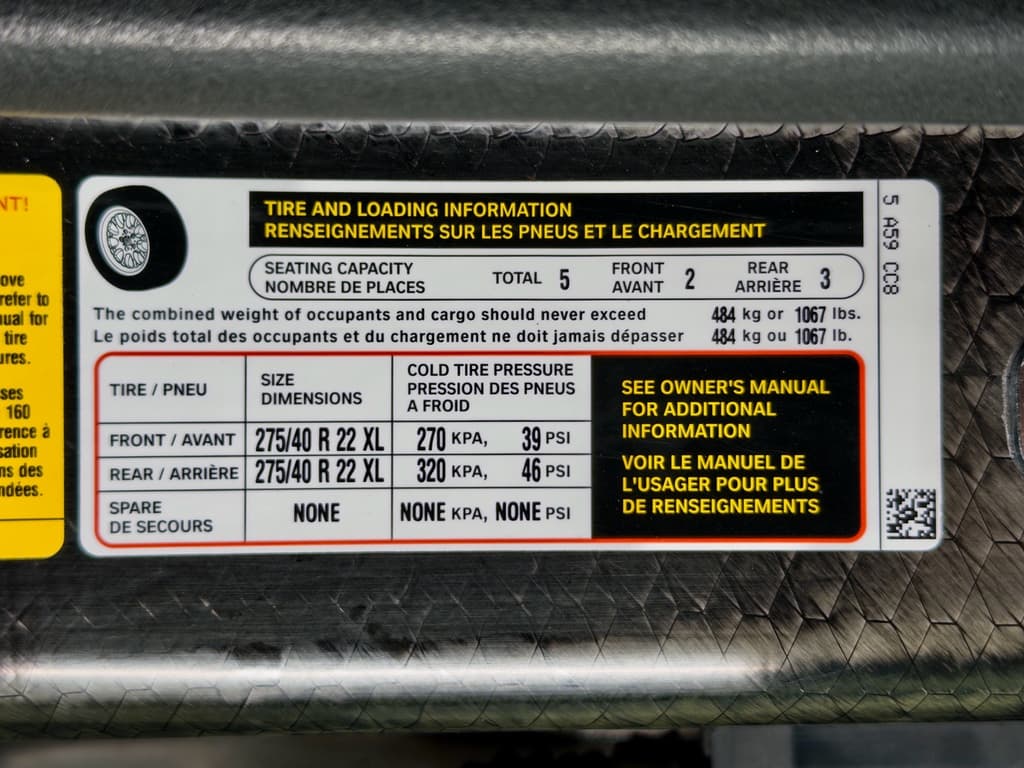 NT!
ove
refer to
ual for
tire
ures.
ses
160
rence à
sation
ns des
ndées.
TIRE AND LOADING INFORMATION
RENSEIGNEMENTS SUR LES PNEUS ET LE CHARGEMENT
SEATING CAPACITY
NOMBRE DE PLACES
TOTAL 5
FRONT
AVANT 2
REAR
ARRIÈRE 3
The combined weight of occupants and cargo should never exceed 484 kg or 1067 lbs.
Le poids total des occupants et du chargement ne doit jamais dépasser 484 kg ou 1067 lb.
TIRE / PNEU
SIZE
DIMENSIONS
COLD TIRE PRESSURE
PRESSION DES PNEUS
A FROID
FRONT / AVANT 275/40 R 22 XL 270 KPA, 39 PSI
REAR / ARRIÈRE 275/40 R 22 XL 320 KPA, 46 PSI
SPARE
DE SECOURS
NONE NONE KPA, NONE PSI
SEE OWNER'S MANUAL
FOR ADDITIONAL
INFORMATION
VOIR LE MANUEL DE
L'USAGER POUR PLUS
DE RENSEIGNEMENTS
5 A59 CC8